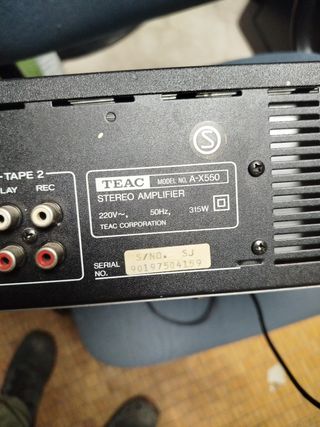 TAPE 2
PLAY REC
TEAC MODEL NO. A-X550
STEREO AMPLIFIER
220V~, 50Hz, 315W
TEAC CORPORATION
SERIAL NO.
S/NO. SJ
90197504159
S